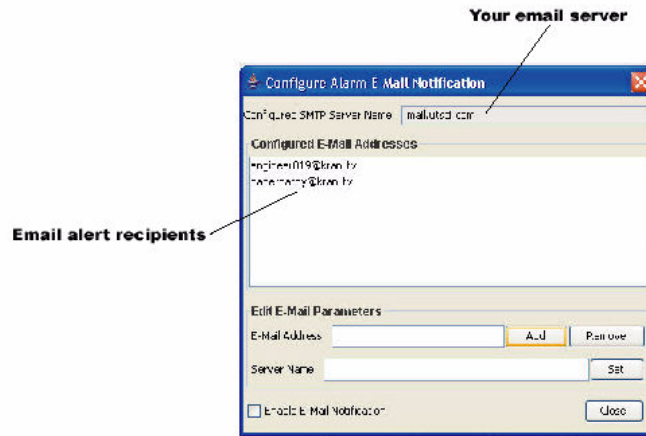 Your email server
Configure Alarm E Mail Notification
Configured SMTP Server Name
Configured E-Mail Addresses
Email alert recipients
Edit E-Mail Parameters
E-Mail Address Add Remove
Server Name Set
Enable E-Mail Notification Close